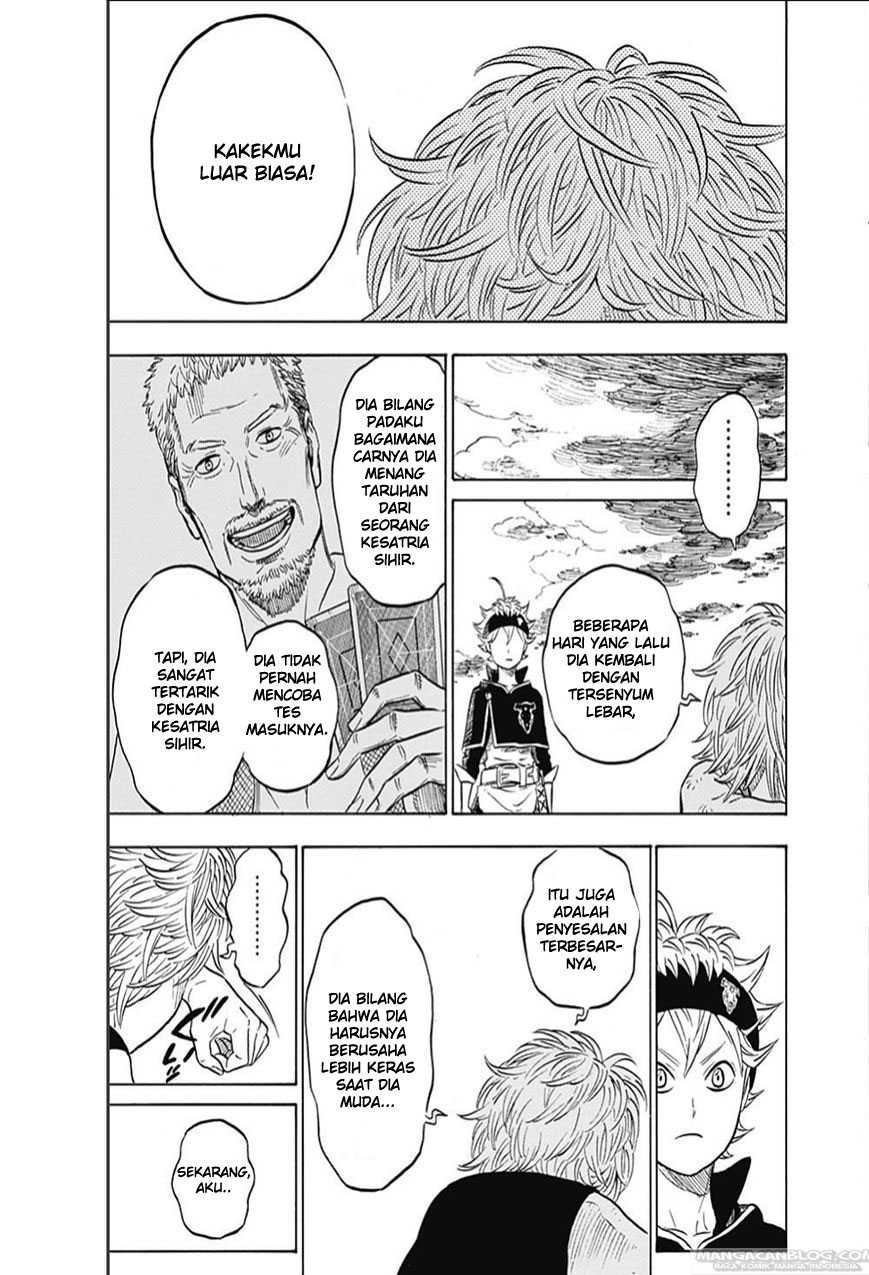 KAKEKMU
LUAR BIASA!
.........
BEBERAPA
HARI YANG LALU
DIA KEMBALI
DENGAN
TERSENYUM
LEBAR,
DIA BILANG
PADAKU
BAGAIMANA
CARNYA DIA
MENANG
TARUHAN
DARI
SEORANG
KESATRIA
SIHIR.
DIA TIDAK
PERNAH
MENCOBA
TES
MASUKNYA.
TAPI, DIA
SANGAT
TERTARIK
DENGAN
KESATRIA
SIHIR.
ITU JUGA
ADALAH
PENYESALAN
TERBESAR-
NYA,
DIA BILANG
BAHWA DIA
HARUSNYA
BERUSAHA
LEBIH KERAS
SAAT DIA
MUDA...
........
SEKARANG,
AKU..
MANGACANBLOG.COM
BACA KOMIK MANGA INDONESIA